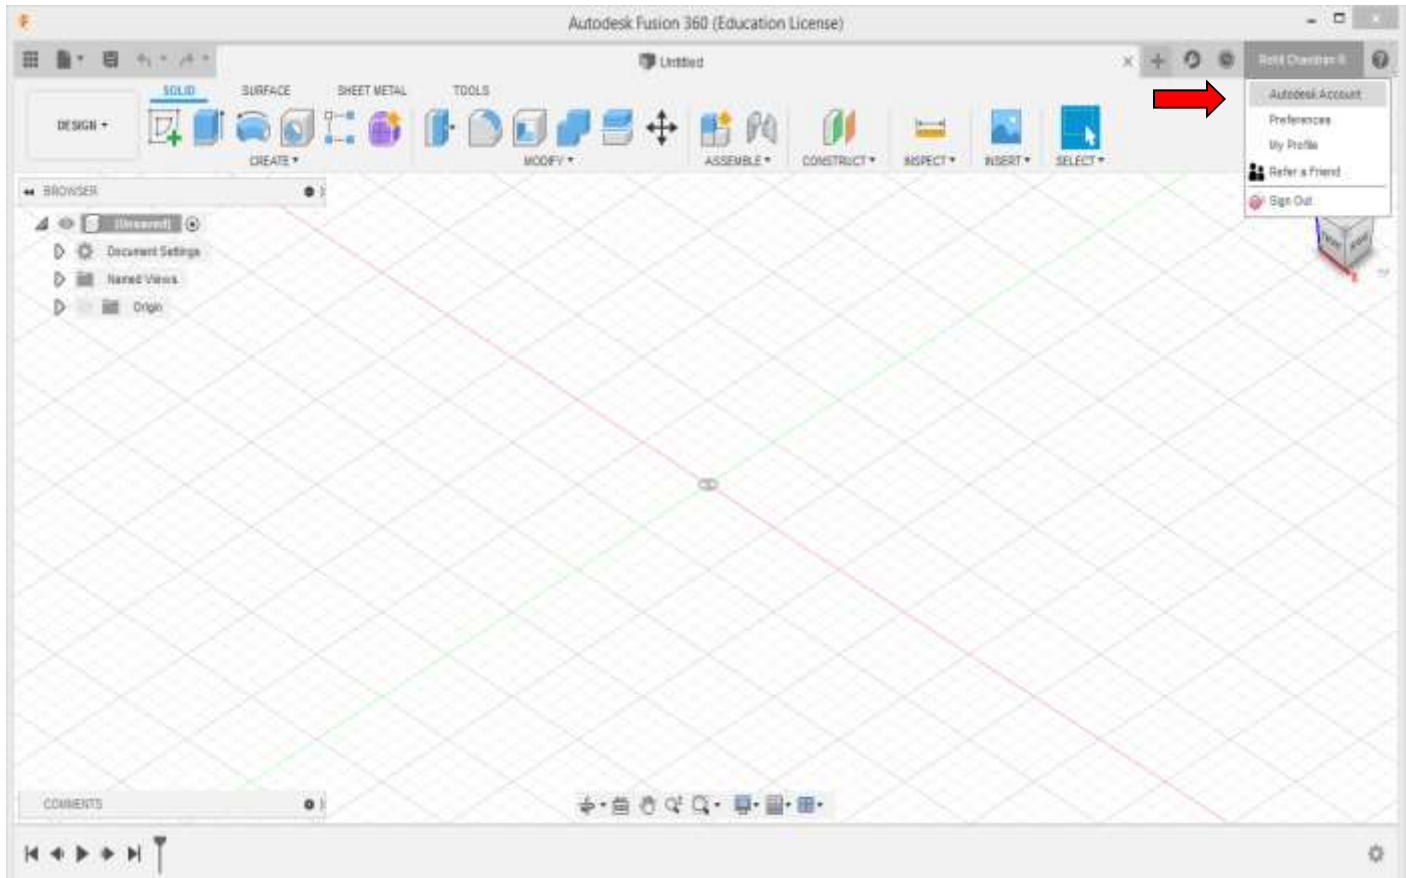 Autodesk Fusion 360 (Education License)
Untitled
SOLID SURFACE SHEET METAL TOOLS
DESIGN
CREATE MODIFY ASSEMBLE CONSTRUCT INSPECT INSERT SELECT
Autodesk Account
Preferences
My Profile
Refer a Friend
Sign Out
BROWSER
(Unsaved)
Document Settings
Named Views
Origin
COMMENTS